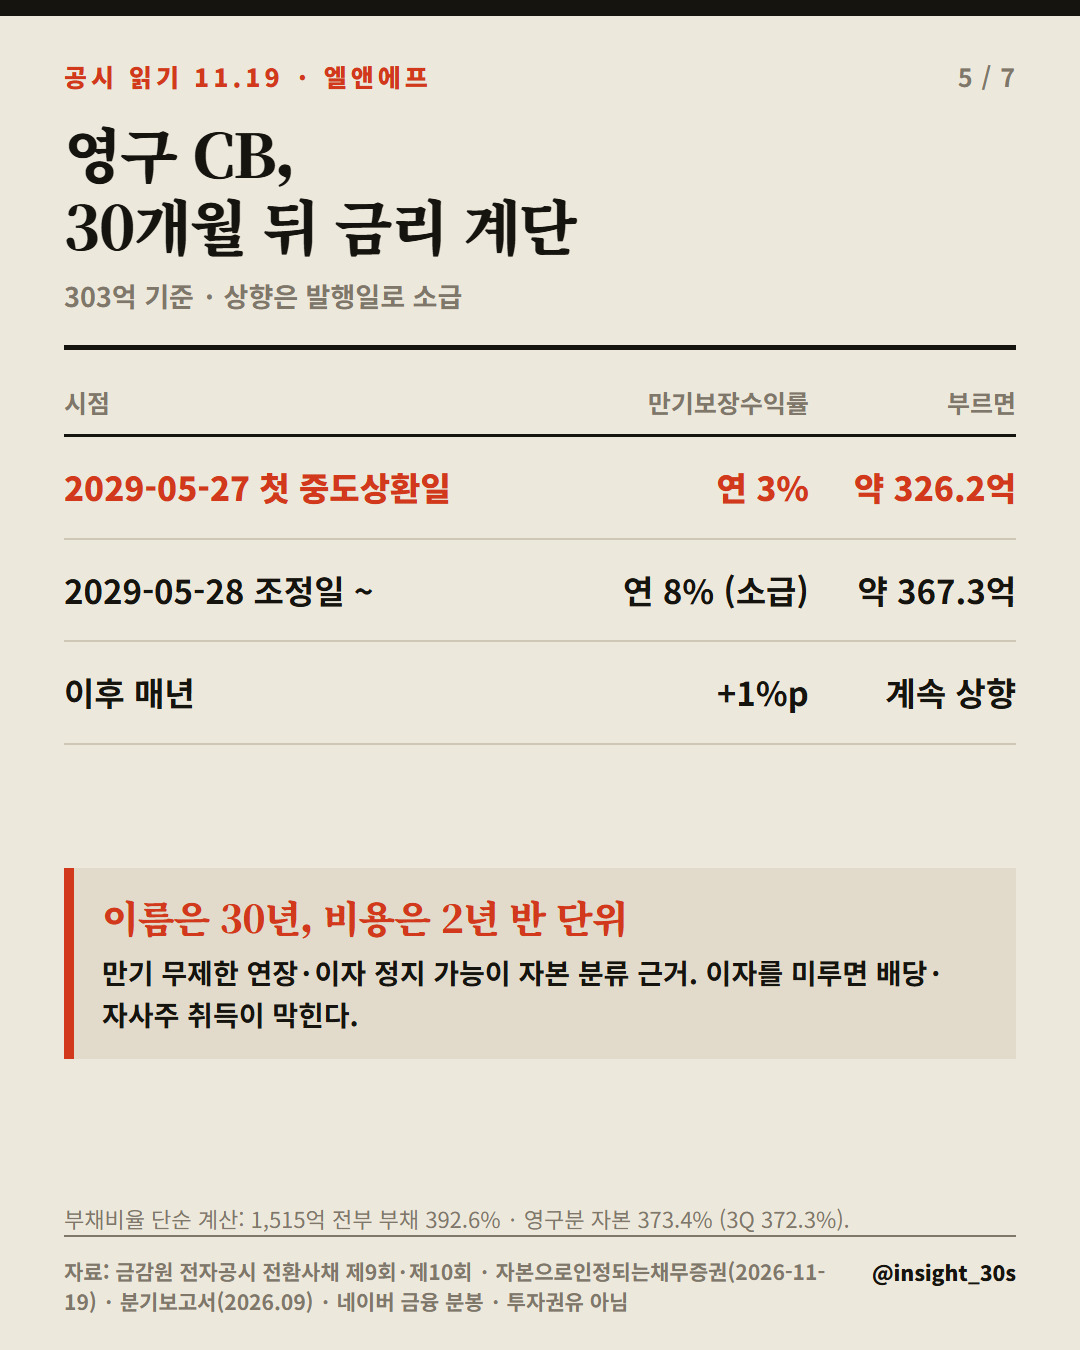 공시 읽기 11.19 · 엘앤에프
5 / 7
영구 CB,
30개월 뒤 금리 계단
303억 기준 · 상향은 발행일로 소급
시점 만기보장수익률 부르면
2029-05-27 첫 중도상환일 연 3% 약 326.2억
2029-05-28 조정일 ~ 연 8% (소급) 약 367.3억
이후 매년 +1%p 계속 상향
이름은 30년, 비용은 2년 반 단위
만기 무제한 연장·이자 정지 가능이 자본 분류 근거. 이자를 미루면 배당·
자사주 취득이 막힌다.
부채비율 단순 계산: 1,515억 전부 부채 392.6% · 영구분 자본 373.4% (3Q 372.3%).
자료: 금감원 전자공시 전환사채 제9회·제10회 · 자본으로인정되는채무증권(2026-11-
19) · 분기보고서(2026.09) · 네이버 금융 분봉 · 투자권유 아님
@insight_30s